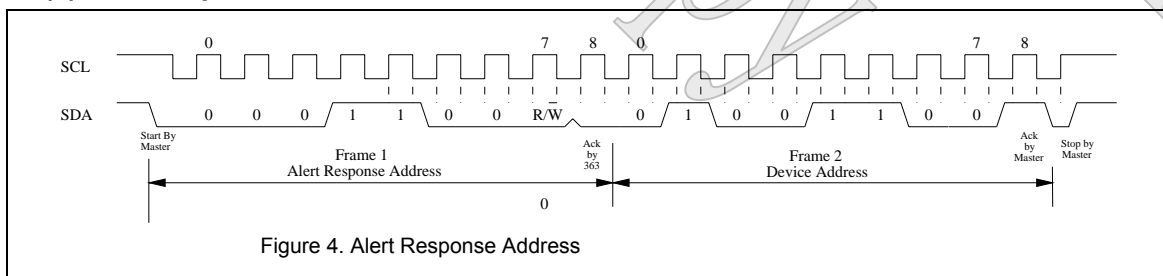 0 7 8 0 7 8
SCL
SDA 0 0 0 1 1 0 0 R/W 0 1 0 0 1 1 0 0
Start By
Master
Ack
by
363
Ack
by
Master
Stop by
Master
Frame 1
Alert Response Address
Frame 2
Device Address
0
Figure 4. Alert Response Address